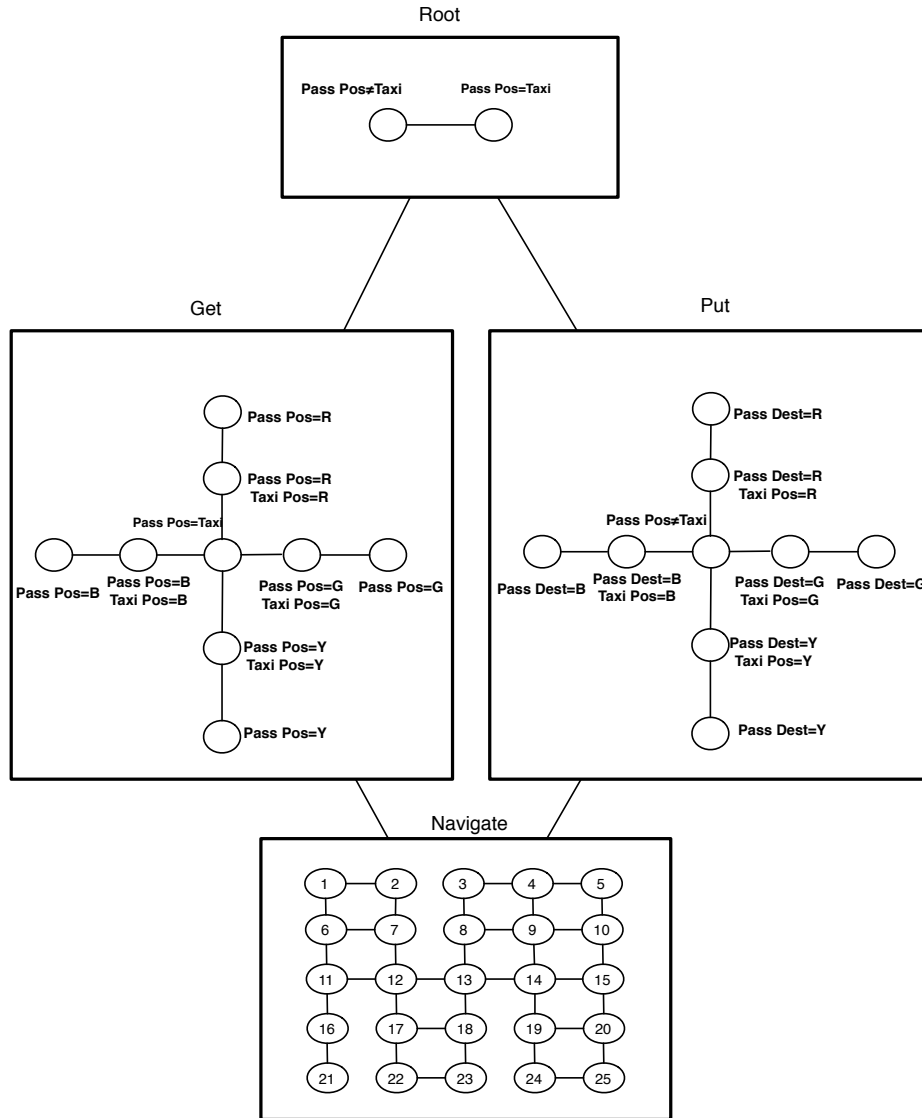 Root
Pass Pos≠Taxi
Pass Pos=Taxi
Get
Pass Pos=R
Pass Pos=R
Taxi Pos=R
Pass Pos=Taxi
Pass Pos=B
Pass Pos=B
Taxi Pos=B
Pass Pos=G
Taxi Pos=G
Pass Pos=G
Pass Pos=Y
Taxi Pos=Y
Pass Pos=Y
Put
Pass Dest=R
Pass Dest=R
Taxi Pos=R
Pass Pos≠Taxi
Pass Dest=B
Pass Dest=B
Taxi Pos=B
Pass Dest=G
Taxi Pos=G
Pass Dest=G
Pass Dest=Y
Taxi Pos=Y
Pass Dest=Y
Navigate
1 2 3 4 5
6 7 8 9 10
11 12 13 14 15
16 17 18 19 20
21 22 23 24 25